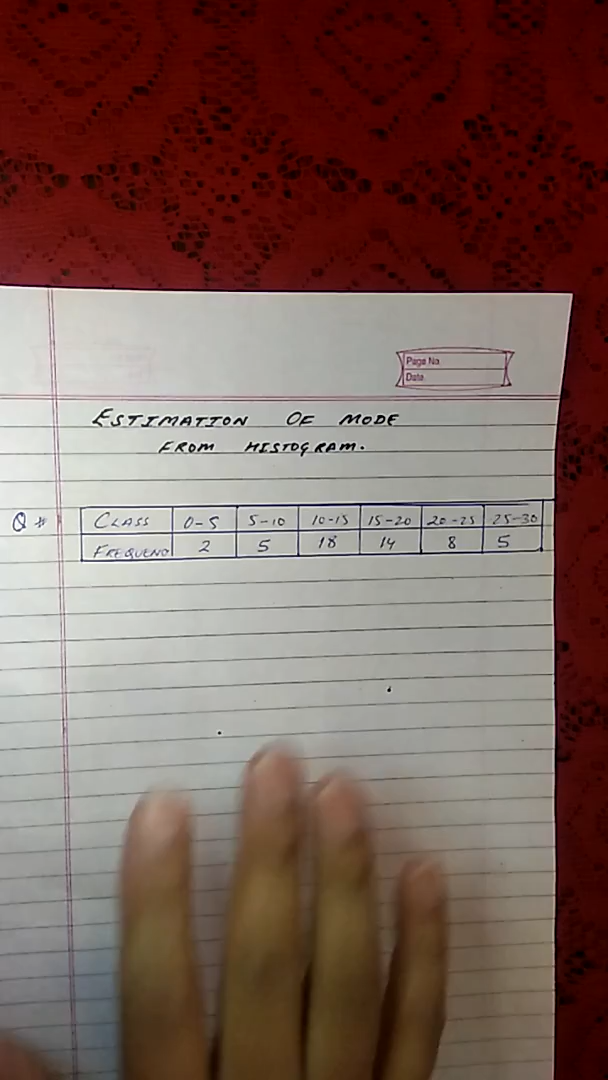 Page No
Date
ESTIMATION OF MODE
FROM HISTOGRAM.
Q # CLASS 0-5 5-10 10-15 15-20 20-25 25-30
FREQUENC 2 5 18 14 8 5